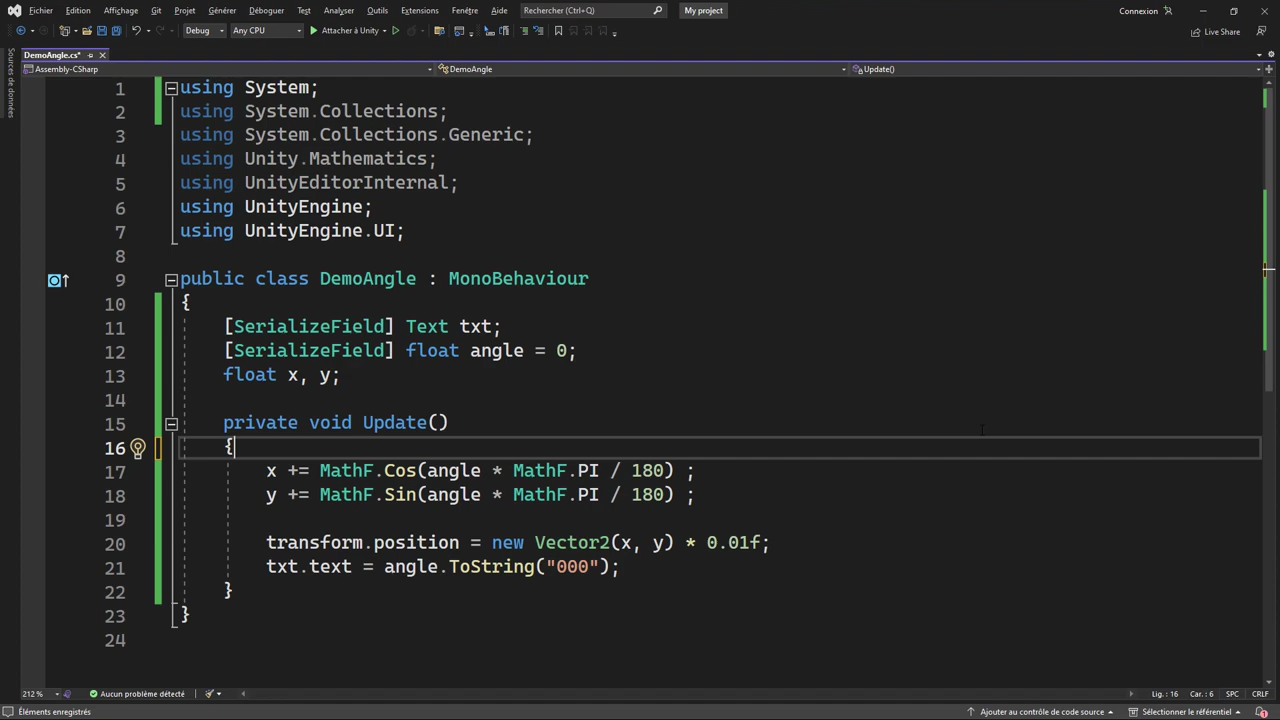 Fichier Edition Affichage Git Projet Générer Déboguer Test Analyser Outils Extensions Fenêtre Aide Rechercher (Ctrl+Q) My project Connexion
Debug Any CPU Attacher à Unity Live Share
DemoAngle.cs*
Assembly-CSharp DemoAngle Update()
Sources de données
1 using System;
2 using System.Collections;
3 using System.Collections.Generic;
4 using Unity.Mathematics;
5 using UnityEditorInternal;
6 using UnityEngine;
7 using UnityEngine.UI;
8
9 public class DemoAngle : MonoBehaviour
10 {
11 [SerializeField] Text txt;
12 [SerializeField] float angle = 0;
13 float x, y;
14
15 private void Update()
16 {
17 x += MathF.Cos(angle * MathF.PI / 180) ;
18 y += MathF.Sin(angle * MathF.PI / 180) ;
19
20 transform.position = new Vector2(x, y) * 0.01f;
21 txt.text = angle.ToString("000");
22 }
23 }
24
212 % Aucun problème détecté Lig. : 16 Car. : 6 SPC CRLF
Éléments enregistrés Ajouter au contrôle de code source Sélectionner le référentiel 1